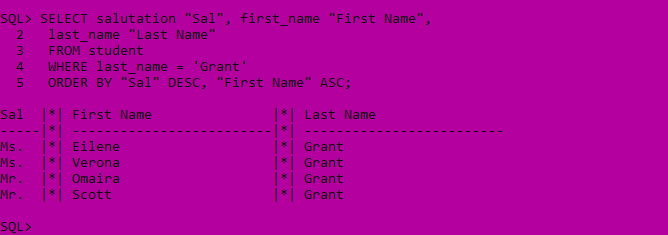 SQL> SELECT salutation "Sal", first_name "First Name",
  2   last_name "Last Name"
  3   FROM student
  4   WHERE last_name = 'Grant'
  5   ORDER BY "Sal" DESC, "First Name" ASC;
Sal  |*| First Name               |*| Last Name
-----|*| -------------------------|*| -------------------------
Ms.  |*| Eilene                   |*| Grant
Ms.  |*| Verona                   |*| Grant
Mr.  |*| Omaira                   |*| Grant
Mr.  |*| Scott                    |*| Grant
SQL>